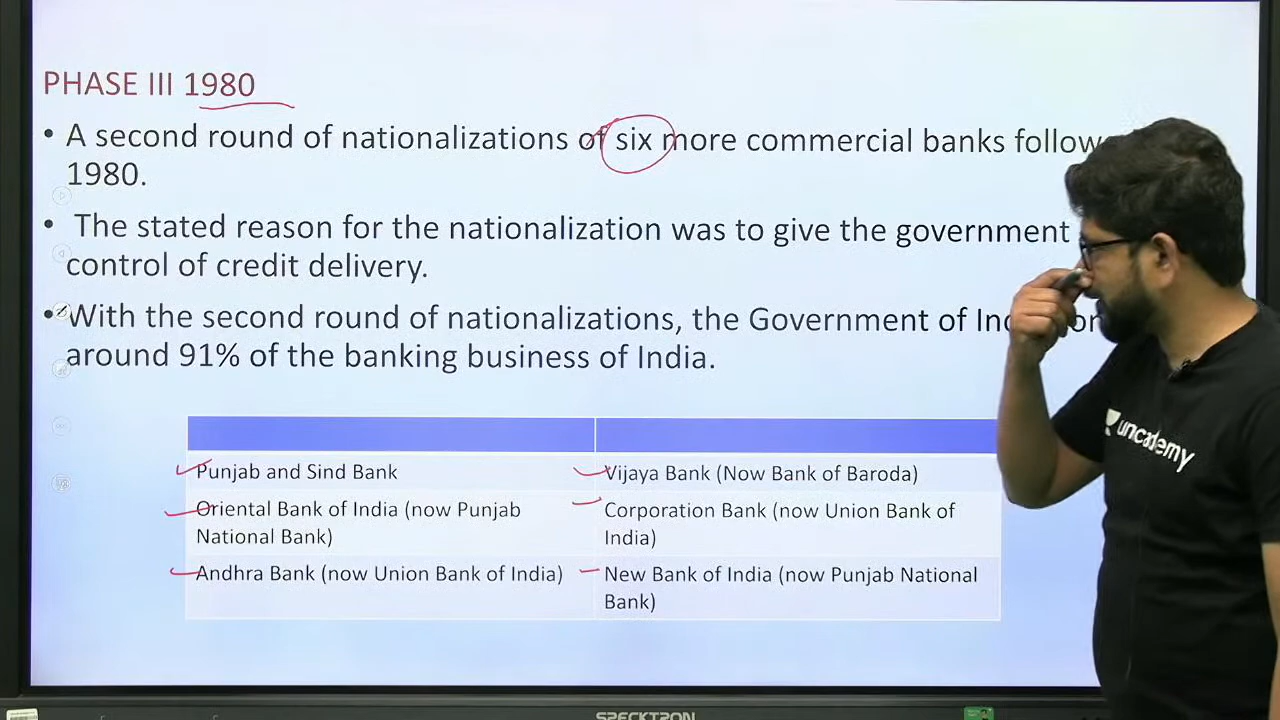 PHASE III 1980
• A second round of nationalizations of six more commercial banks follow
1980.
• The stated reason for the nationalization was to give the government
control of credit delivery.
• With the second round of nationalizations, the Government of
around 91% of the banking business of India.
Punjab and Sind Bank
Vijaya Bank (Now Bank of Baroda)
Oriental Bank of India (now Punjab
National Bank)
Corporation Bank (now Union Bank of
India)
Andhra Bank (now Union Bank of India)
New Bank of India (now Punjab National
Bank)
unacademy
SPECKTRON